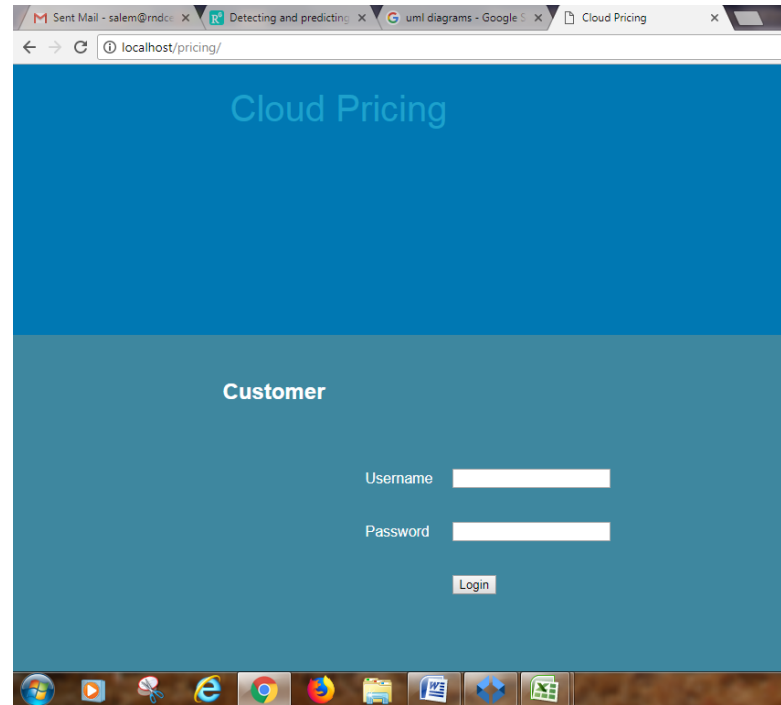 Sent Mail - salem@rndce
Detecting and predicting
uml diagrams - Google S
Cloud Pricing
localhost/pricing/
Cloud Pricing
Customer
Username
Password
Login